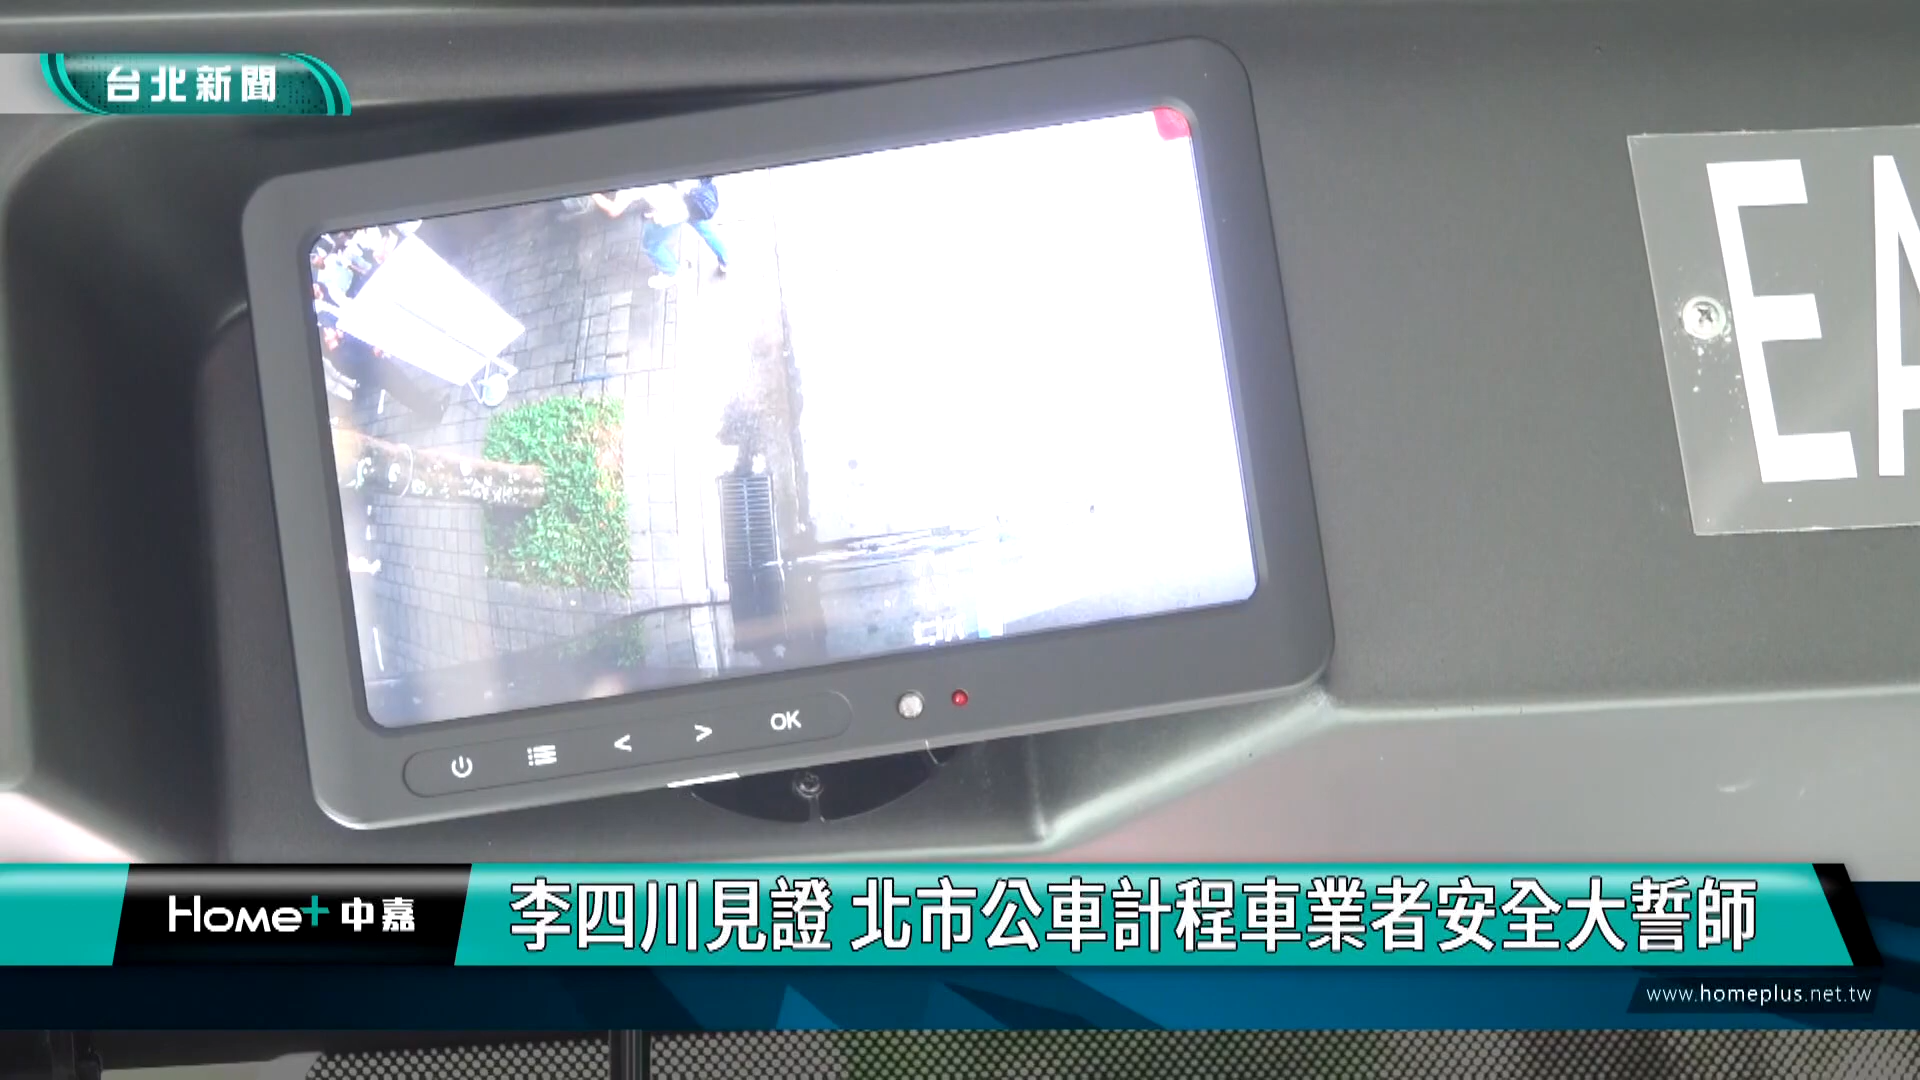 台北新聞
EA
OK
Home+ 中嘉
李四川見證 北市公車計程車業者安全大誓師
www.homeplus.net.tw